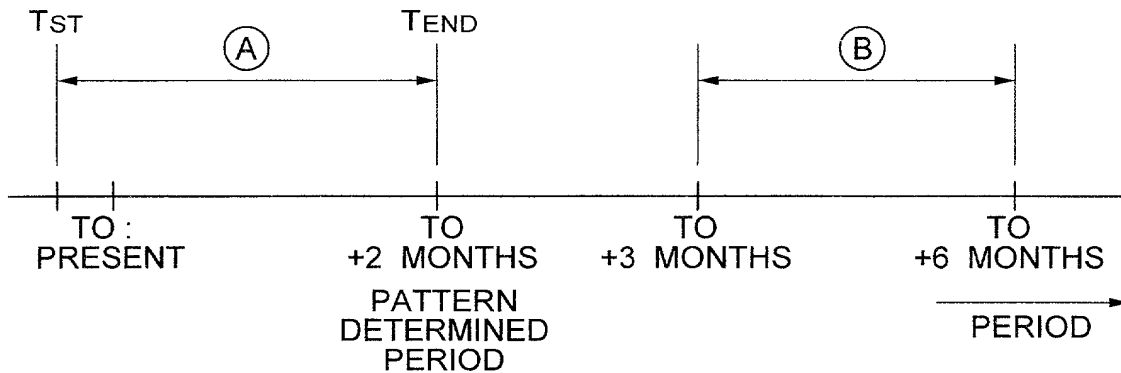 TST
TEND
A
B
TO :
PRESENT
TO
+2 MONTHS
TO
+3 MONTHS
TO
+6 MONTHS
PATTERN
DETERMINED
PERIOD
PERIOD